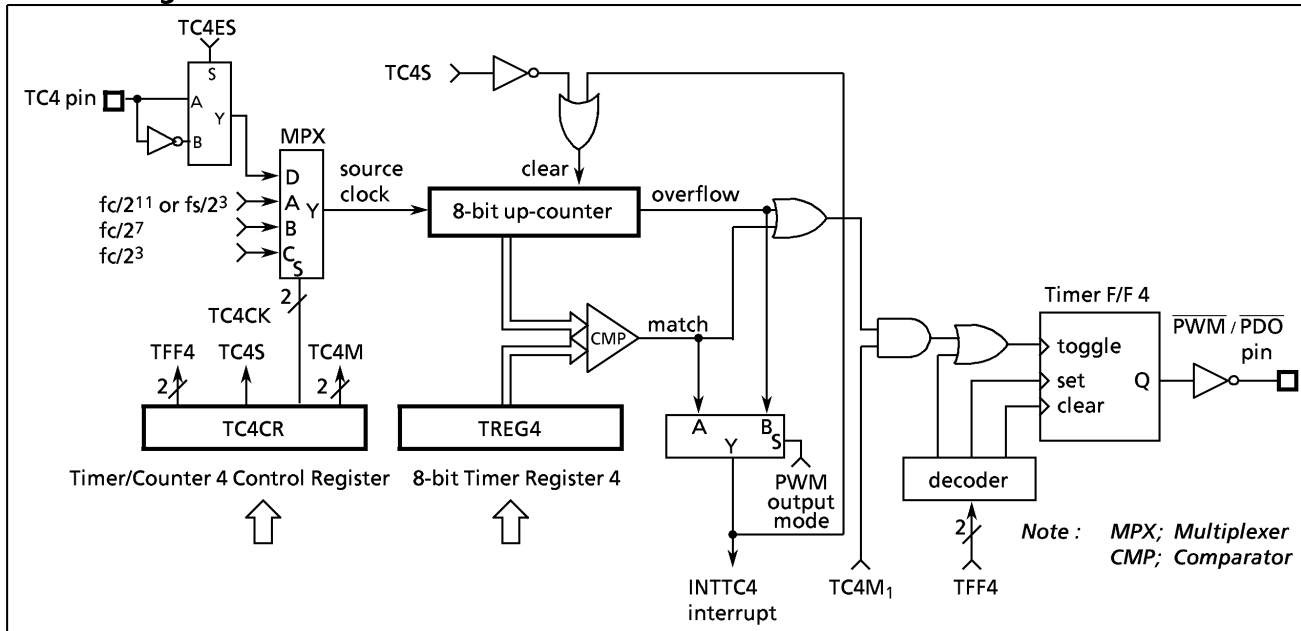 TC4ES
TC4 pin
S
A
Y
B
TC4S
MPX
D
A
Y
B
C
S
fc/2¹¹ or fs/2³
fc/2⁷
fc/2³
source
clock
clear
8-bit up-counter
overflow
2
TC4CK
CMP
match
TFF4
2
TC4S
TC4M
2
TC4CR
TREG4
Timer/Counter 4 Control Register
8-bit Timer Register 4
A
B
Y
S
PWM
output
mode
INTTC4
interrupt
TC4M₁
Timer F/F 4
toggle
set
clear
Q
P̅W̅M̅ / P̅D̅O̅
pin
decoder
2
TFF4
Note : MPX; Multiplexer
CMP; Comparator